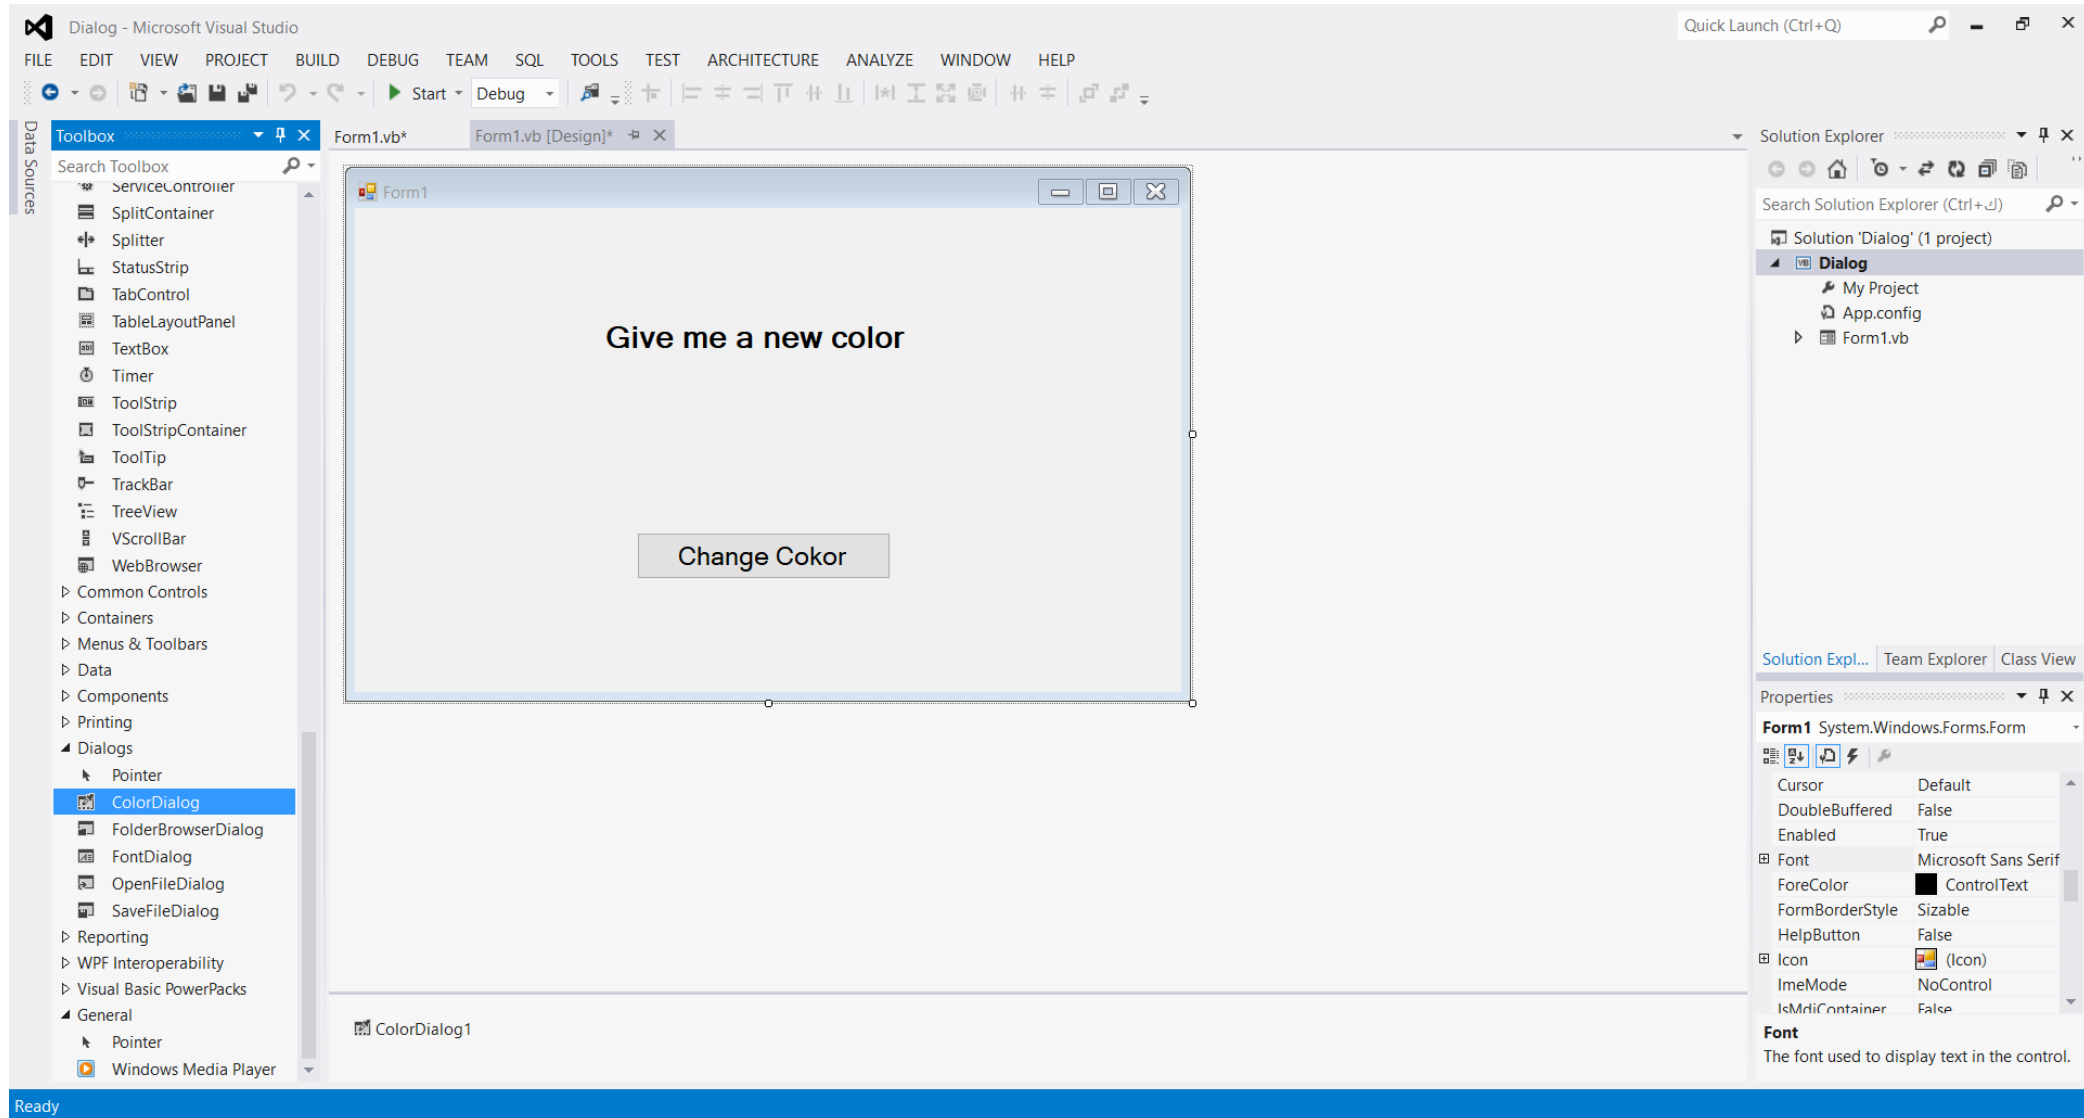 Dialog - Microsoft Visual Studio
Quick Launch (Ctrl+Q)
FILE EDIT VIEW PROJECT BUILD DEBUG TEAM SQL TOOLS TEST ARCHITECTURE ANALYZE WINDOW HELP
Start Debug
Data Sources
Toolbox
Search Toolbox
ServiceController
SplitContainer
Splitter
StatusStrip
TabControl
TableLayoutPanel
TextBox
Timer
ToolStrip
ToolStripContainer
ToolTip
TrackBar
TreeView
VScrollBar
WebBrowser
Common Controls
Containers
Menus & Toolbars
Data
Components
Printing
Dialogs
Pointer
ColorDialog
FolderBrowserDialog
FontDialog
OpenFileDialog
SaveFileDialog
Reporting
WPF Interoperability
Visual Basic PowerPacks
General
Pointer
Windows Media Player
Form1.vb* Form1.vb [Design]*
Form1
Give me a new color
Change Cokor
ColorDialog1
Solution Explorer
Search Solution Explorer (Ctrl+ك)
Solution 'Dialog' (1 project)
Dialog
My Project
App.config
Form1.vb
Solution Expl... Team Explorer Class View
Properties
Form1 System.Windows.Forms.Form
Cursor Default
DoubleBuffered False
Enabled True
Font Microsoft Sans Serif
ForeColor ControlText
FormBorderStyle Sizable
HelpButton False
Icon (Icon)
ImeMode NoControl
IsMdiContainer False
Font
The font used to display text in the control.
Ready